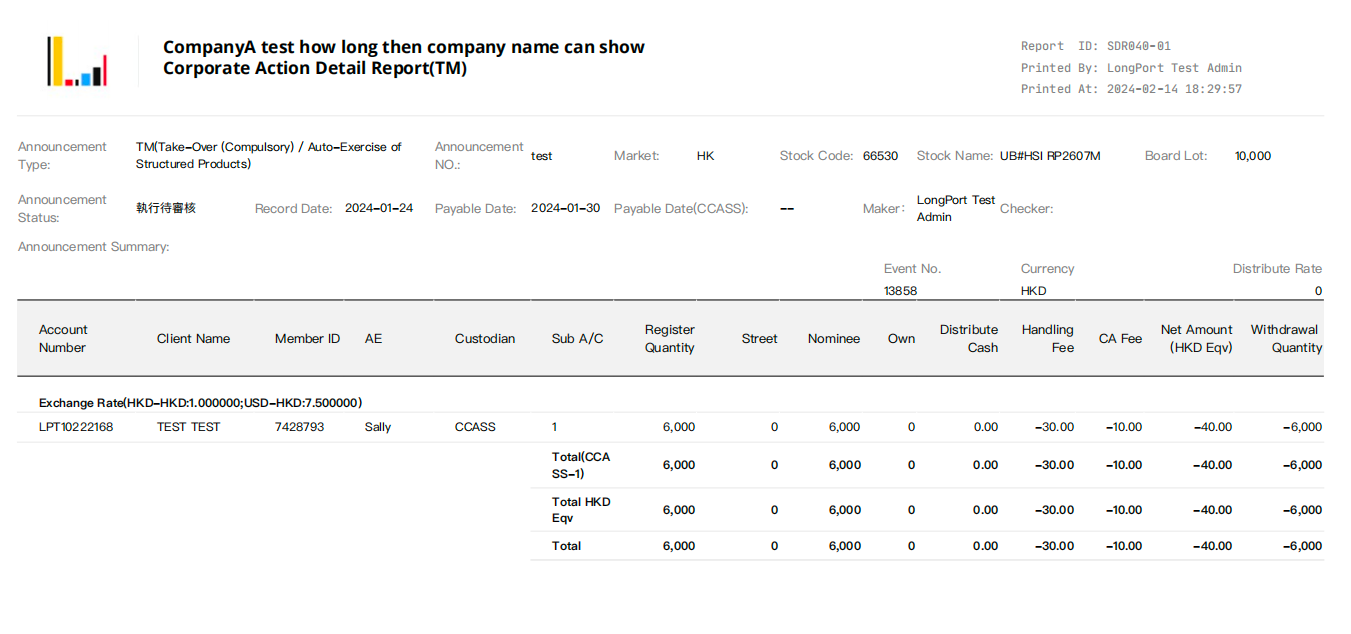 CompanyA test how long then company name can show
Corporate Action Detail Report(TM)
Report ID: SDR040-01
Printed By: LongPort Test Admin
Printed At: 2024-02-14 18:29:57
Announcement Type: TM(Take-Over (Compulsory) / Auto-Exercise of Structured Products) Announcement NO.: test Market: HK Stock Code: 66530 Stock Name: UB#HSI RP2607M Board Lot: 10,000
Announcement Status: 執行待審核 Record Date: 2024-01-24 Payable Date: 2024-01-30 Payable Date(CCASS): -- Maker: LongPort Test Admin Checker:
Announcement Summary:
Event No. Currency Distribute Rate
13858 HKD 0
Account Number Client Name Member ID AE Custodian Sub A/C Register Quantity Street Nominee Own Distribute Cash Handling Fee CA Fee Net Amount (HKD Eqv) Withdrawal Quantity
Exchange Rate(HKD-HKD:1.000000;USD-HKD:7.500000)
LPT10222168 TEST TEST 7428793 Sally CCASS 1 6,000 0 6,000 0 0.00 -30.00 -10.00 -40.00 -6,000
Total(CCASS-1) 6,000 0 6,000 0 0.00 -30.00 -10.00 -40.00 -6,000
Total HKD Eqv 6,000 0 6,000 0 0.00 -30.00 -10.00 -40.00 -6,000
Total 6,000 0 6,000 0 0.00 -30.00 -10.00 -40.00 -6,000